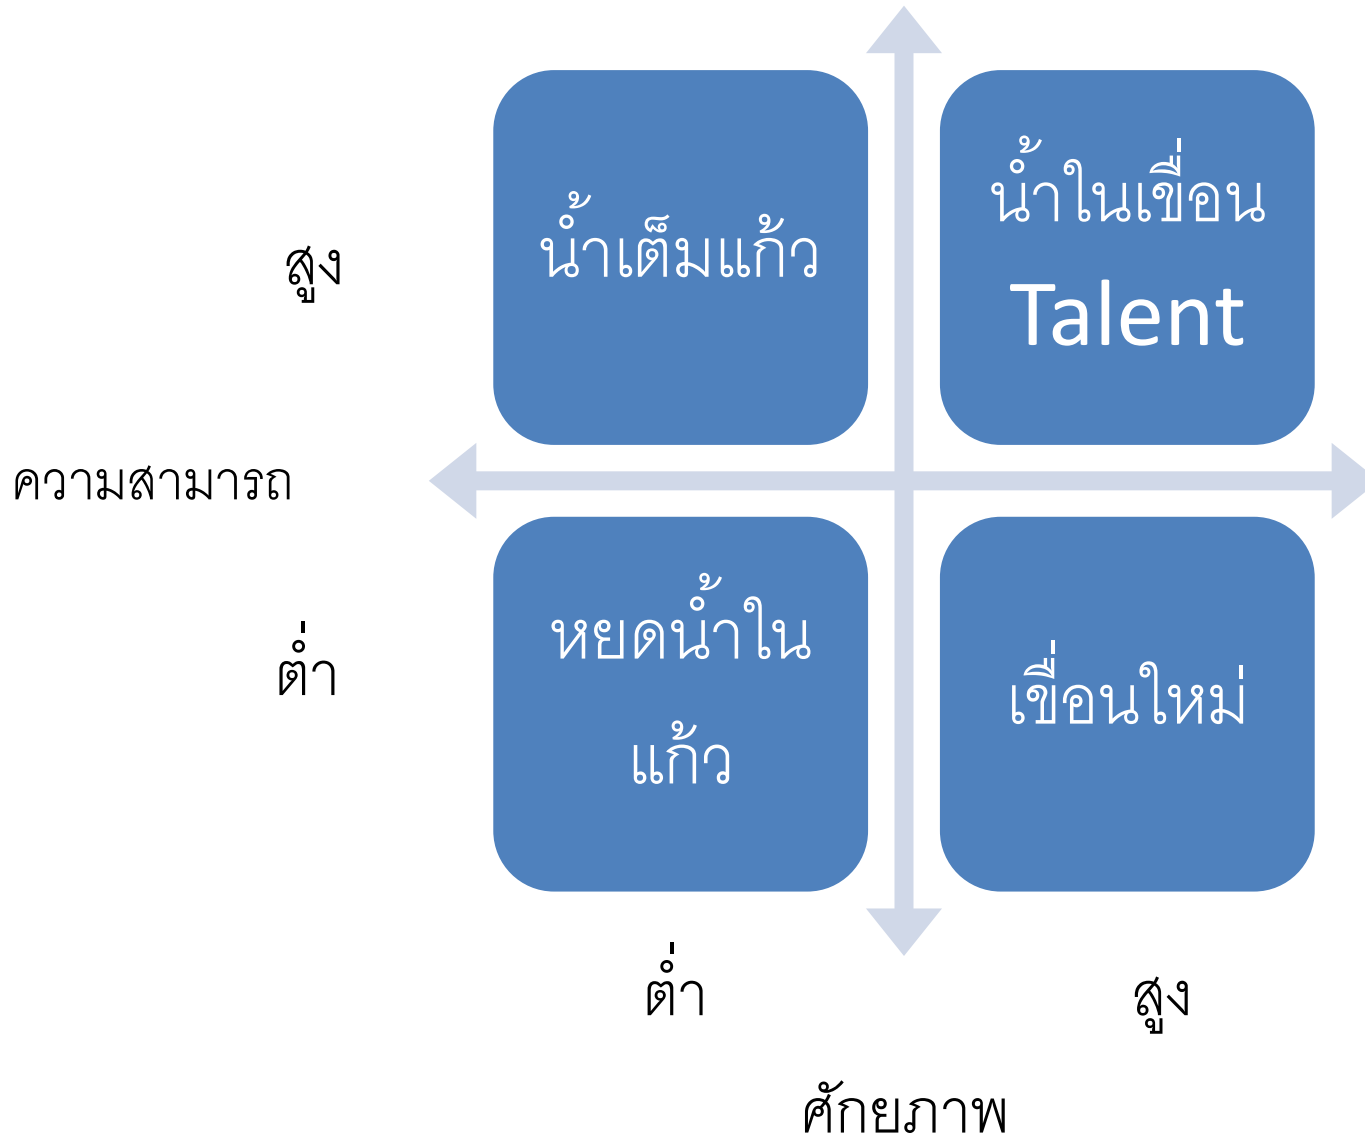 น้ำเต็มแก้ว
น้ำในเขื่อน
Talent
สูง
ความสามารถ
หยดน้ำใน
แก้ว
เขื่อนใหม่
ต่ำ
ต่ำ
สูง
ศักยภาพ